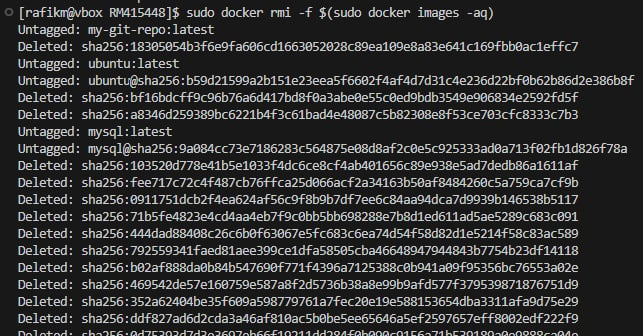 [rafikm@vbox RM415448]$ sudo docker rmi -f $(sudo docker images -aq)
Untagged: my-git-repo:latest
Deleted: sha256:18305054b3f6e9fa606cd1663052028c89ea109e8a83e641c169fbb0ac1effc7
Untagged: ubuntu:latest
Untagged: ubuntu@sha256:b59d21599a2b151e23eea5f6602f4af4d7d31c4e236d22bf0b62b86d2e386b8f
Deleted: sha256:bf16bdcff9c96b76a6d417bd8f0a3abe0e55c0ed9bdb3549e906834e2592fd5f
Deleted: sha256:a8346d259389bc6221b4f3c61bad4e48087c5b82308e8f53ce703cfc8333c7b3
Untagged: mysql:latest
Untagged: mysql@sha256:9a084cc73e7186283c564875e08d8af2c0e5c925333ad0a713f02fb1d826f78a
Deleted: sha256:103520d778e41b5e1033f4dc6ce8cf4ab401656c89e938e5ad7dedb86a1611af
Deleted: sha256:fee717c72c4f487cb76ffca25d066acf2a34163b50af8484260c5a759ca7cf9b
Deleted: sha256:0911751dcb2f4ea624af56c9f8b9b7df7ee6c84aa94dca7d9939b146538b5117
Deleted: sha256:71b5fe4823e4cd4aa4eb7f9c0bb5bb698288e7b8d1ed611ad5ae5289c683c091
Deleted: sha256:444dad88408c26c6b0f63067e5fc683c6ea74d54f58d82d1e5214f58c83ac589
Deleted: sha256:792559341faed81aee399ce1dfa58505cba46648947944843b7754b23df14118
Deleted: sha256:b02af888da0b84b547690f771f4396a7125388c0b941a09f95356bc76553a02e
Deleted: sha256:469542de57e160759e587a8f2d5736b38a8e99b9afd577f379539871876751d9
Deleted: sha256:352a62404be35f609a598779761a7fec20e19e588153654dba3311afa9d75e29
Deleted: sha256:ddf827ad6d2cda3a46af810ac5b0be5ee65646a5ef2597657eff8002edf222f9
Deleted: